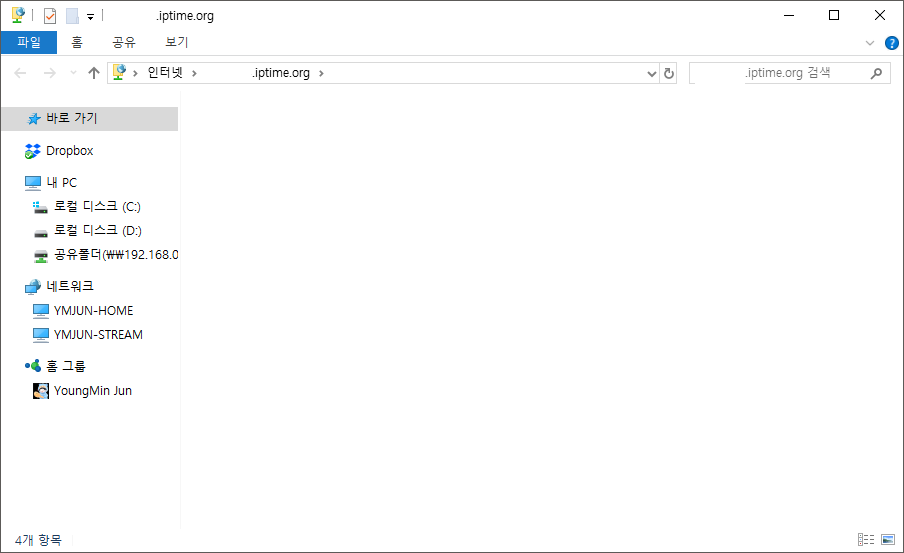 .iptime.org
파일 홈 공유 보기
인터넷 .iptime.org .iptime.org 검색
바로 가기
Dropbox
내 PC
로컬 디스크 (C:)
로컬 디스크 (D:)
공유폴더(₩₩192.168.0
네트워크
YMJUN-HOME
YMJUN-STREAM
홈 그룹
YoungMin Jun
4개 항목